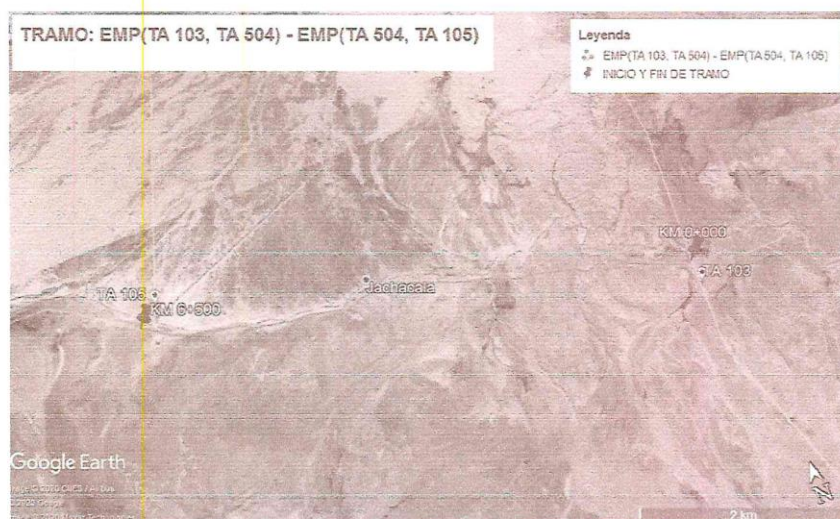 TRAMO: EMP(TA 103, TA 504) - EMP(TA 504, TA 105)
Leyenda
EMP(TA 103, TA 504) - EMP(TA 504, TA 105)
INICIO Y FIN DE TRAMO
KM 0+000
TA 103
Jachacala
TA 105
KM 6+500
Google Earth
2 km